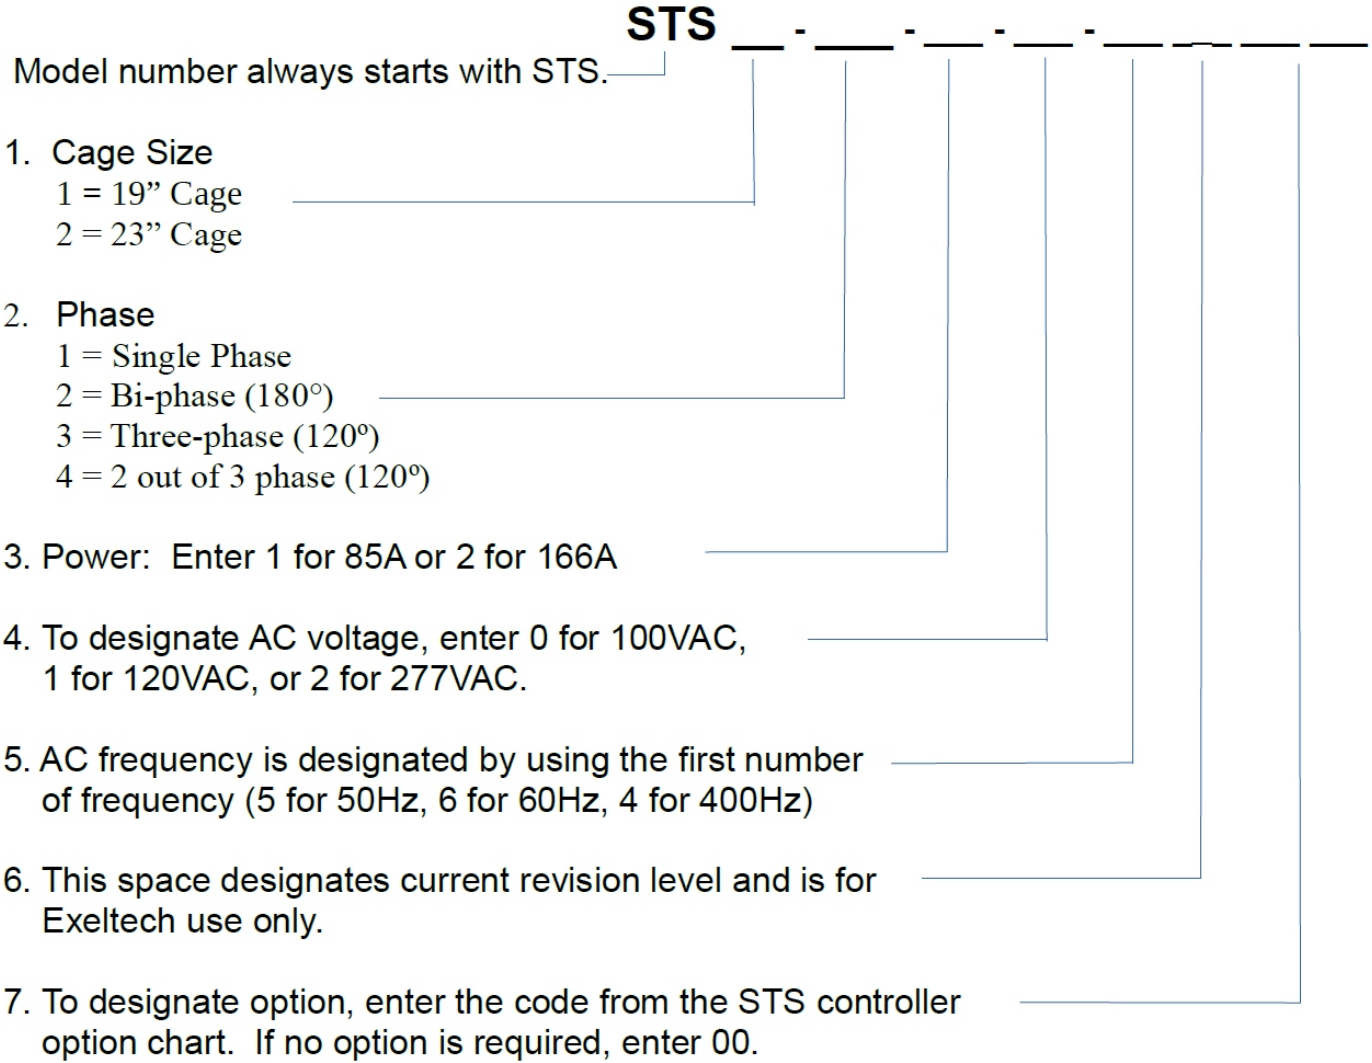 STS __ - ___ - __ - __ - __ __ __ __
Model number always starts with STS.
1. Cage Size
1 = 19” Cage
2 = 23” Cage
2. Phase
1 = Single Phase
2 = Bi-phase (180°)
3 = Three-phase (120º)
4 = 2 out of 3 phase (120º)
3. Power: Enter 1 for 85A or 2 for 166A
4. To designate AC voltage, enter 0 for 100VAC,
1 for 120VAC, or 2 for 277VAC.
5. AC frequency is designated by using the first number
of frequency (5 for 50Hz, 6 for 60Hz, 4 for 400Hz)
6. This space designates current revision level and is for
Exeltech use only.
7. To designate option, enter the code from the STS controller
option chart. If no option is required, enter 00.